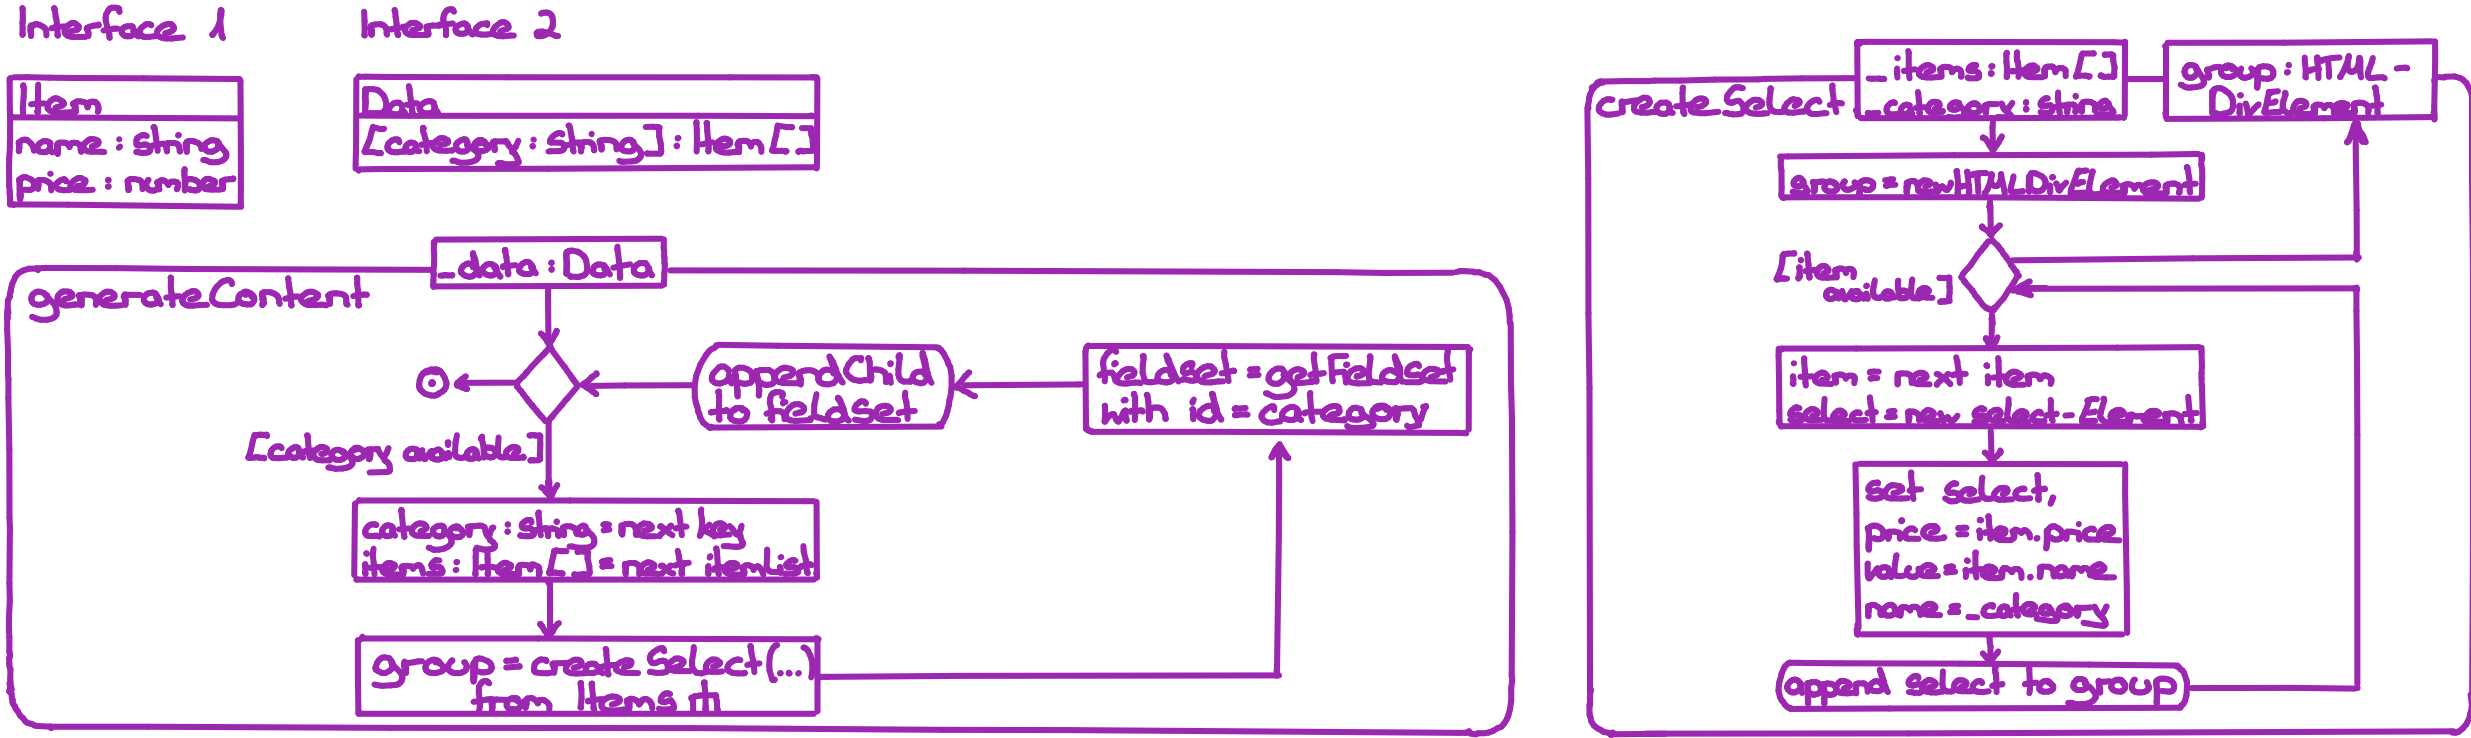 Interface 1
Item
name : string
price : number
Interface 2
Data
[category : string] : Item []
generateContent
_data : Data
[category available]
category : string = next key
items : Item [] = next itemList
group = createSelect(...)
from Items
fieldset = getFieldset
with id = category
appendChild
to fieldset
createSelect
_items : Item []
_category : string
group : HTML-
DivElement
group = newHTMLDivElement
[item
available]
item = next item
select = new select-Element
set select,
price = item.price
value = item.name
name = _category
append select to group